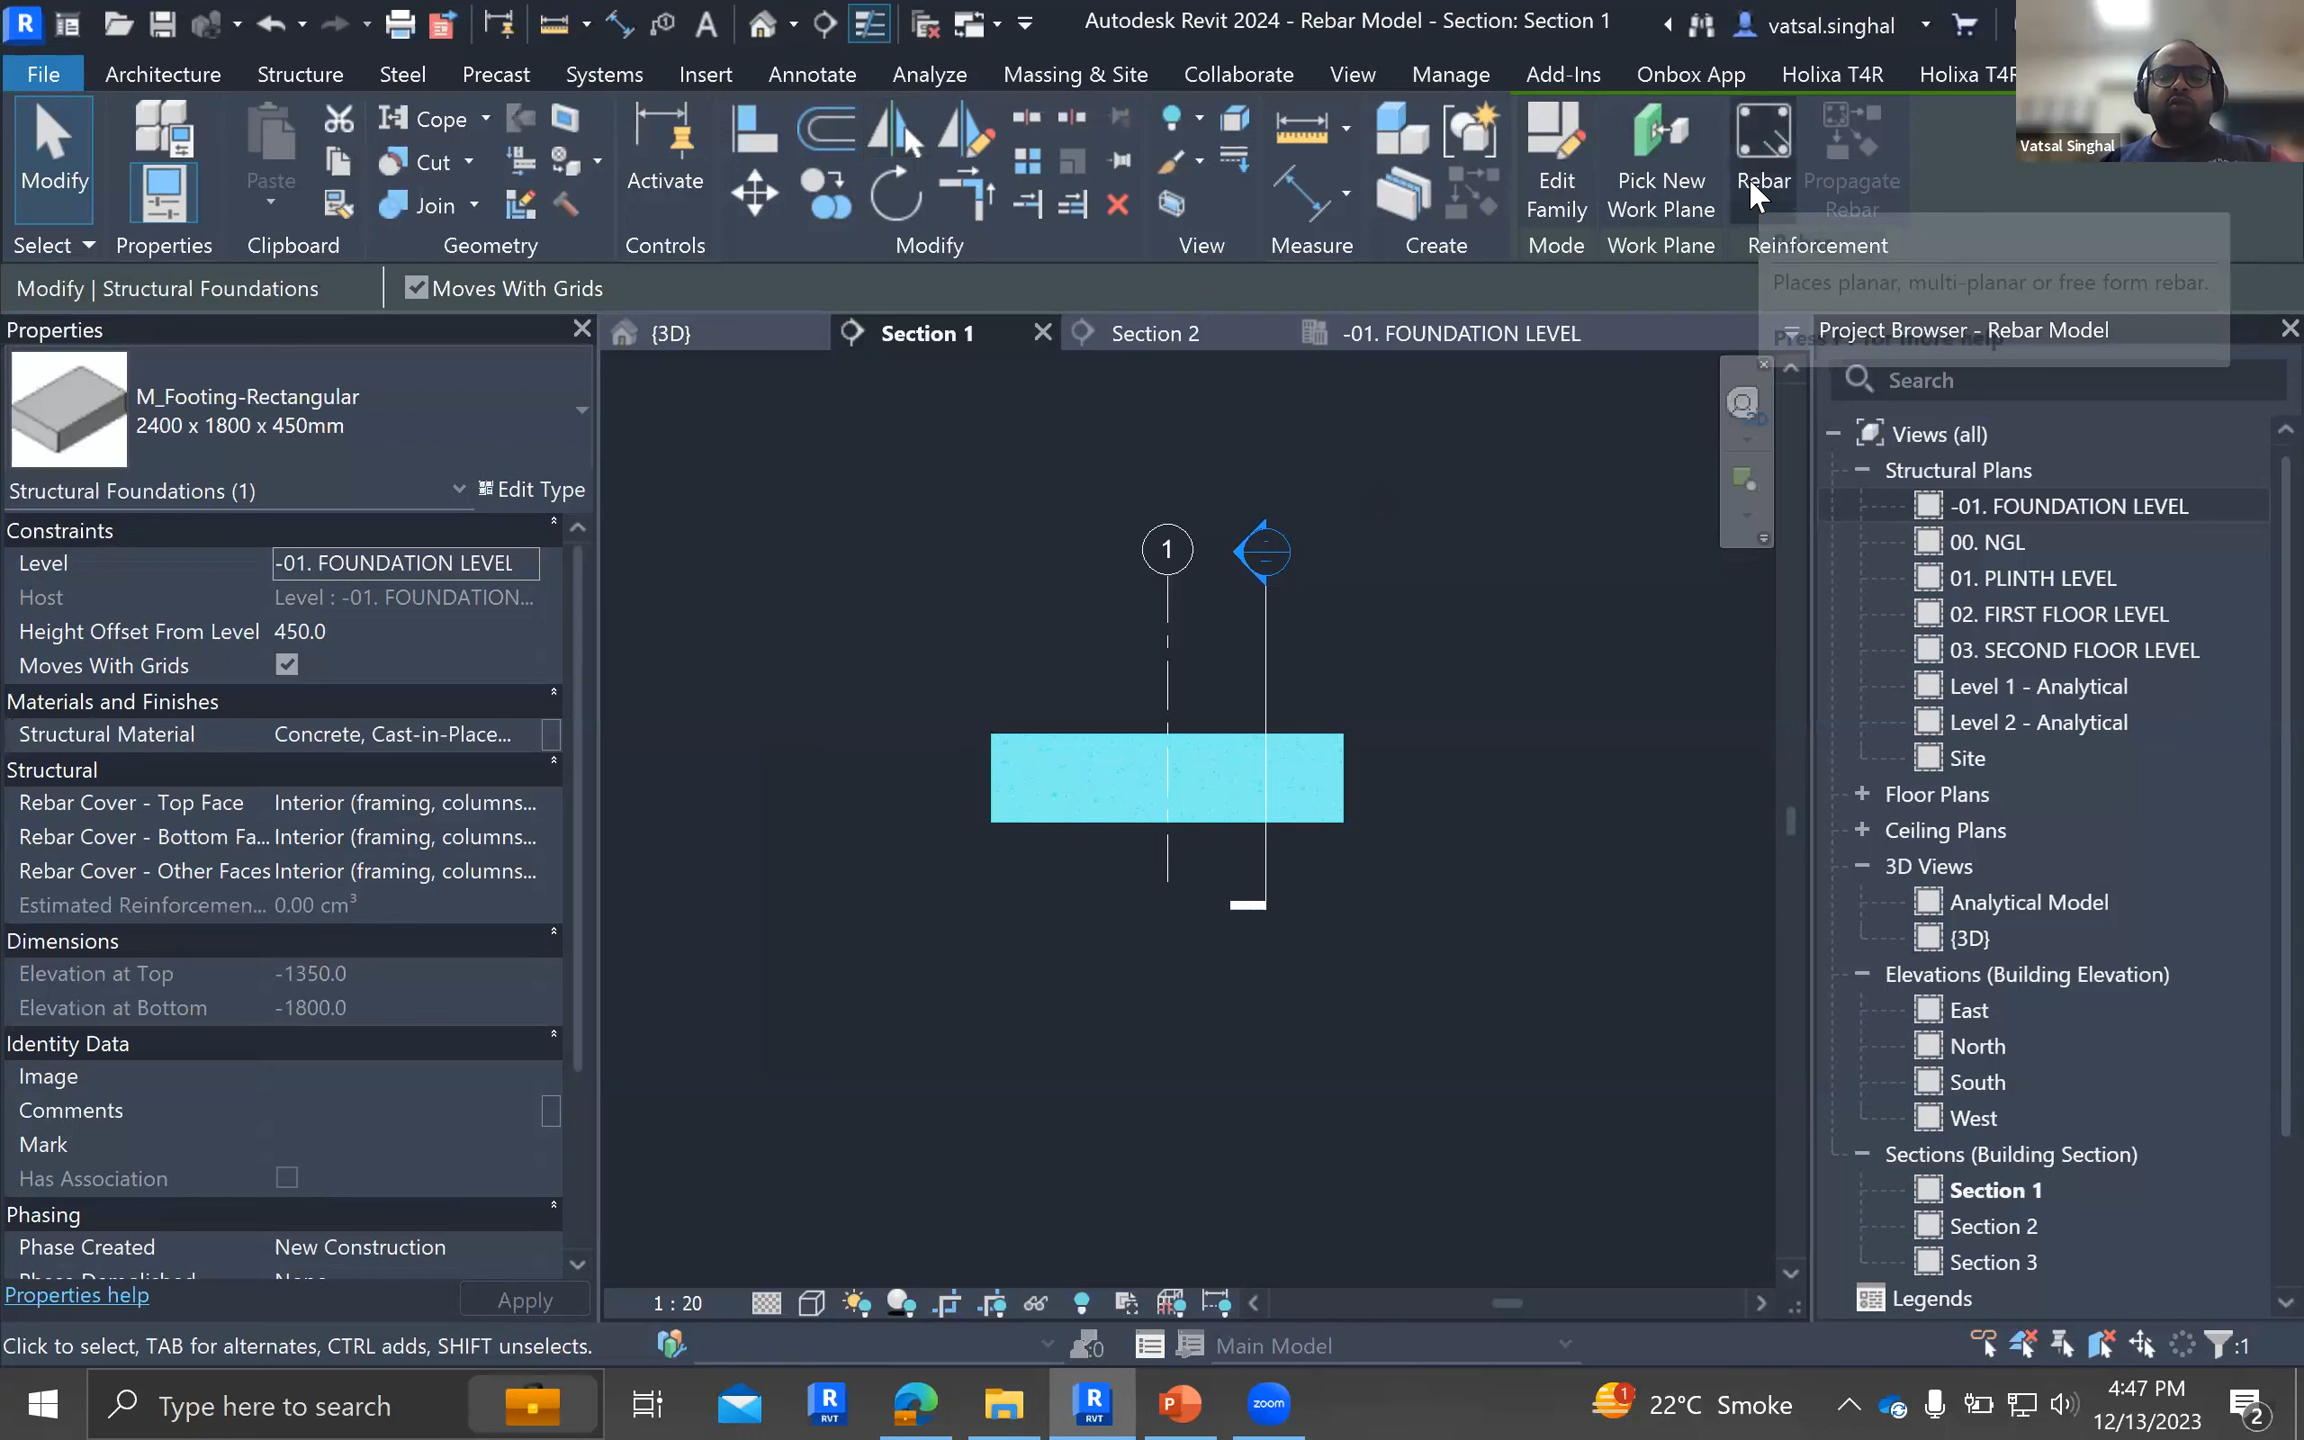 Autodesk Revit 2024 - Rebar Model - Section: Section 1
vatsal.singhal
File Architecture Structure Steel Precast Systems Insert Annotate Analyze Massing & Site Collaborate View Manage Add-Ins Onbox App Holixa T4R Holixa T4R
Vatsal Singhal
Modify
Paste
Cope
Cut
Join
Activate
Edit Family
Pick New Work Plane
Rebar
Propagate Rebar
Select Properties Clipboard Geometry Controls Modify View Measure Create Mode Work Plane Reinforcement
Places planar, multi-planar or free form rebar.
Modify | Structural Foundations
Moves With Grids
Properties
M_Footing-Rectangular
2400 x 1800 x 450mm
Structural Foundations (1)
Edit Type
Constraints
Level -01. FOUNDATION LEVEL
Host Level : -01. FOUNDATION...
Height Offset From Level 450.0
Moves With Grids
Materials and Finishes
Structural Material Concrete, Cast-in-Place...
Structural
Rebar Cover - Top Face Interior (framing, columns...
Rebar Cover - Bottom Fa... Interior (framing, columns...
Rebar Cover - Other Faces Interior (framing, columns...
Estimated Reinforcemen... 0.00 cm³
Dimensions
Elevation at Top -1350.0
Elevation at Bottom -1800.0
Identity Data
Image
Comments
Mark
Has Association
Phasing
Phase Created New Construction
Properties help
Apply
{3D} Section 1 Section 2 -01. FOUNDATION LEVEL
1
1 : 20
Project Browser - Rebar Model
Search
Views (all)
Structural Plans
-01. FOUNDATION LEVEL
00. NGL
01. PLINTH LEVEL
02. FIRST FLOOR LEVEL
03. SECOND FLOOR LEVEL
Level 1 - Analytical
Level 2 - Analytical
Site
Floor Plans
Ceiling Plans
3D Views
Analytical Model
{3D}
Elevations (Building Elevation)
East
North
South
West
Sections (Building Section)
Section 1
Section 2
Section 3
Legends
Click to select, TAB for alternates, CTRL adds, SHIFT unselects.
:0
Main Model
:1
Type here to search
R
RVT
R
RVT
P
zoom
1
22°C Smoke
4:47 PM
12/13/2023
2